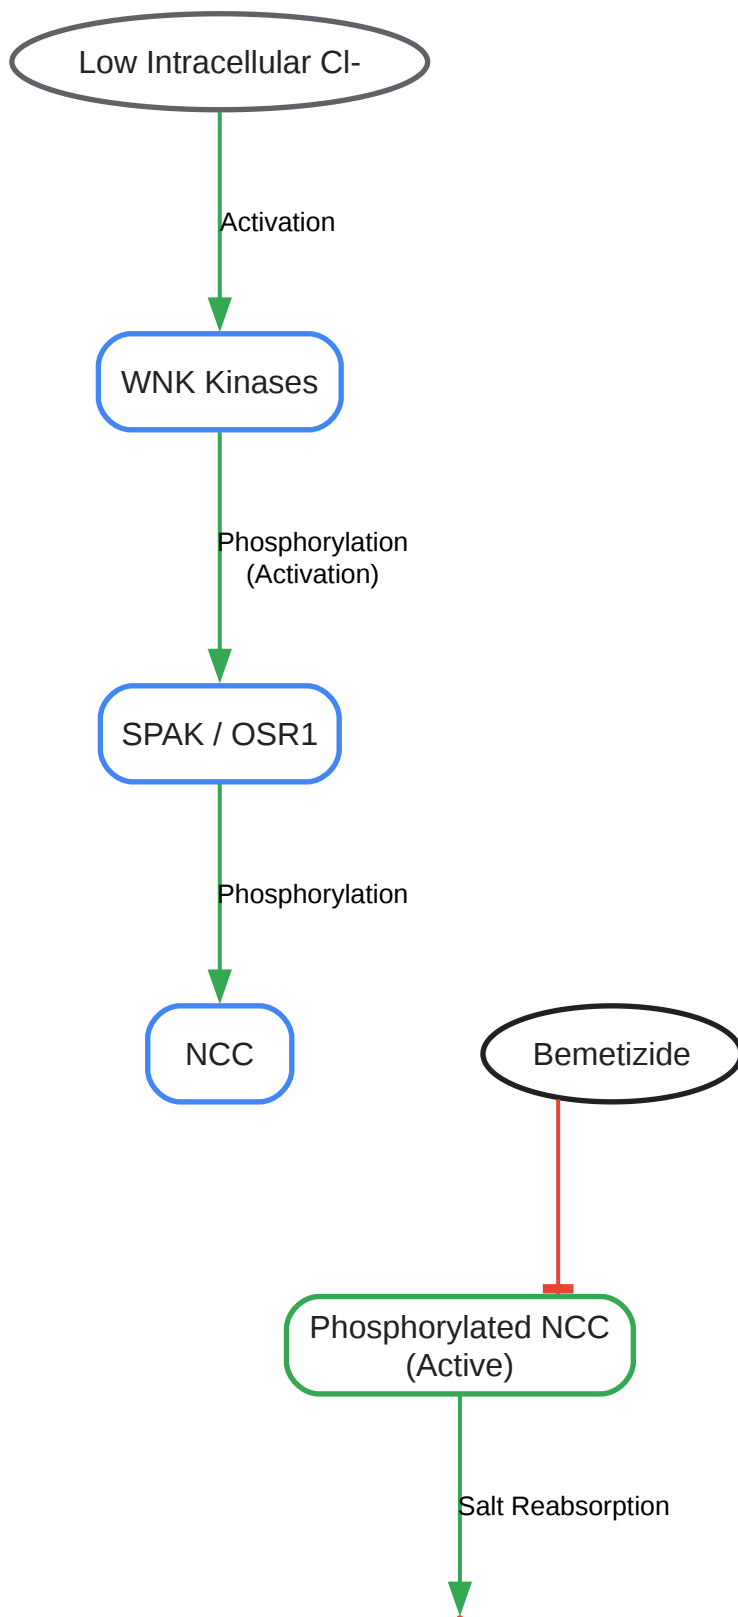 Low Intracellular Cl-
Activation
WNK Kinases
Phosphorylation
(Activation)
SPAK / OSR1
Phosphorylation
NCC
Bemetizide
Phosphorylated NCC
(Active)
Salt Reabsorption